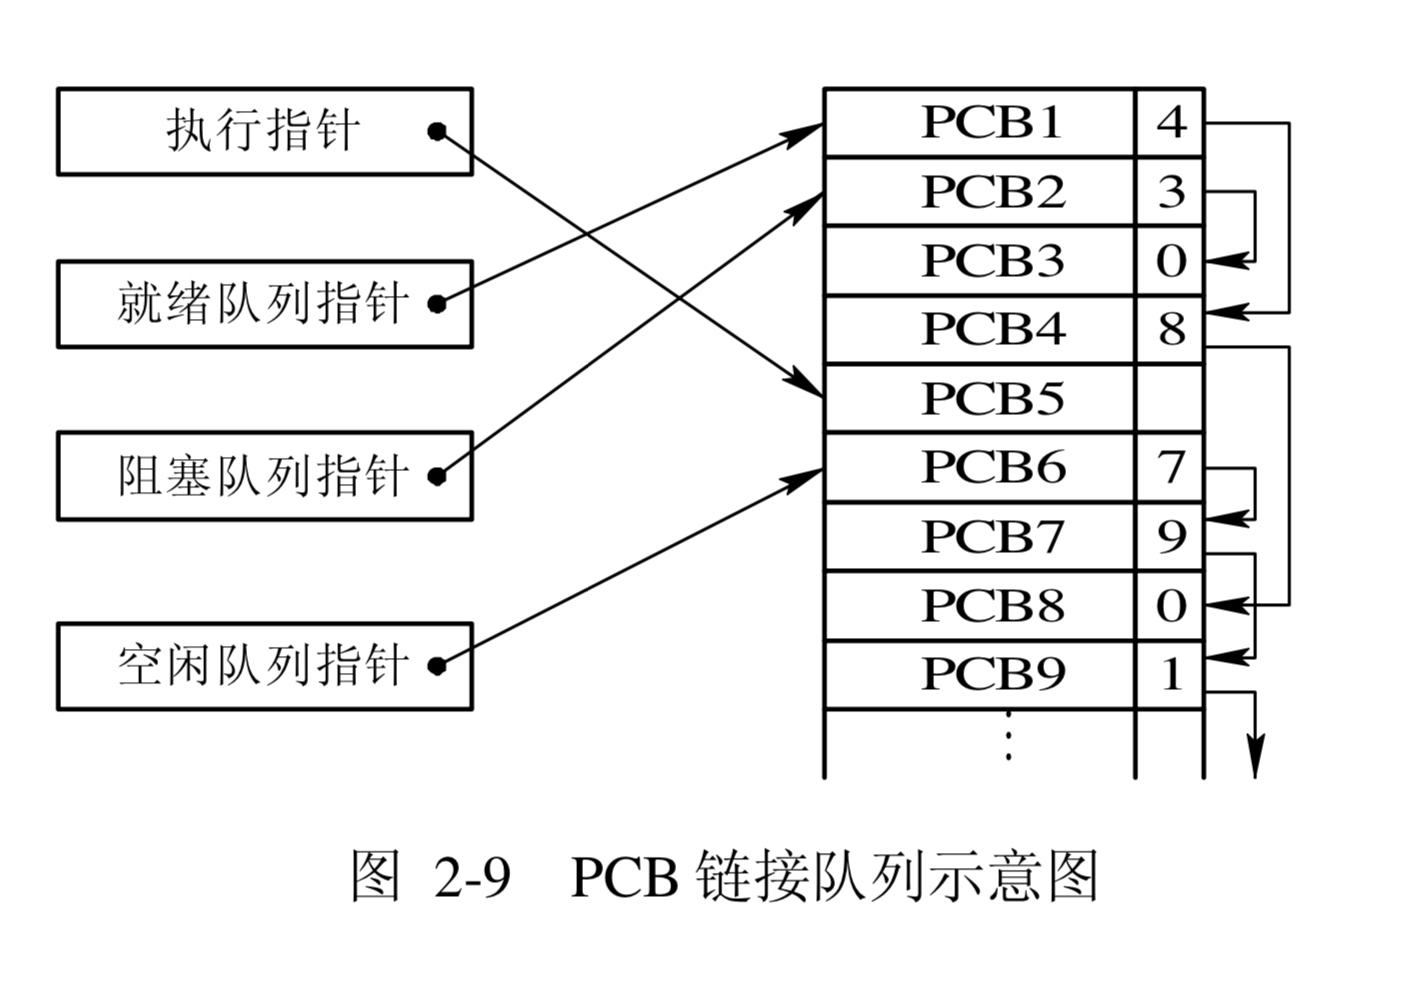 执行指针
就绪队列指针
阻塞队列指针
空闲队列指针
PCB1 4
PCB2 3
PCB3 0
PCB4 8
PCB5
PCB6 7
PCB7 9
PCB8 0
PCB9 1
⋮
图 2-9 PCB 链接队列示意图